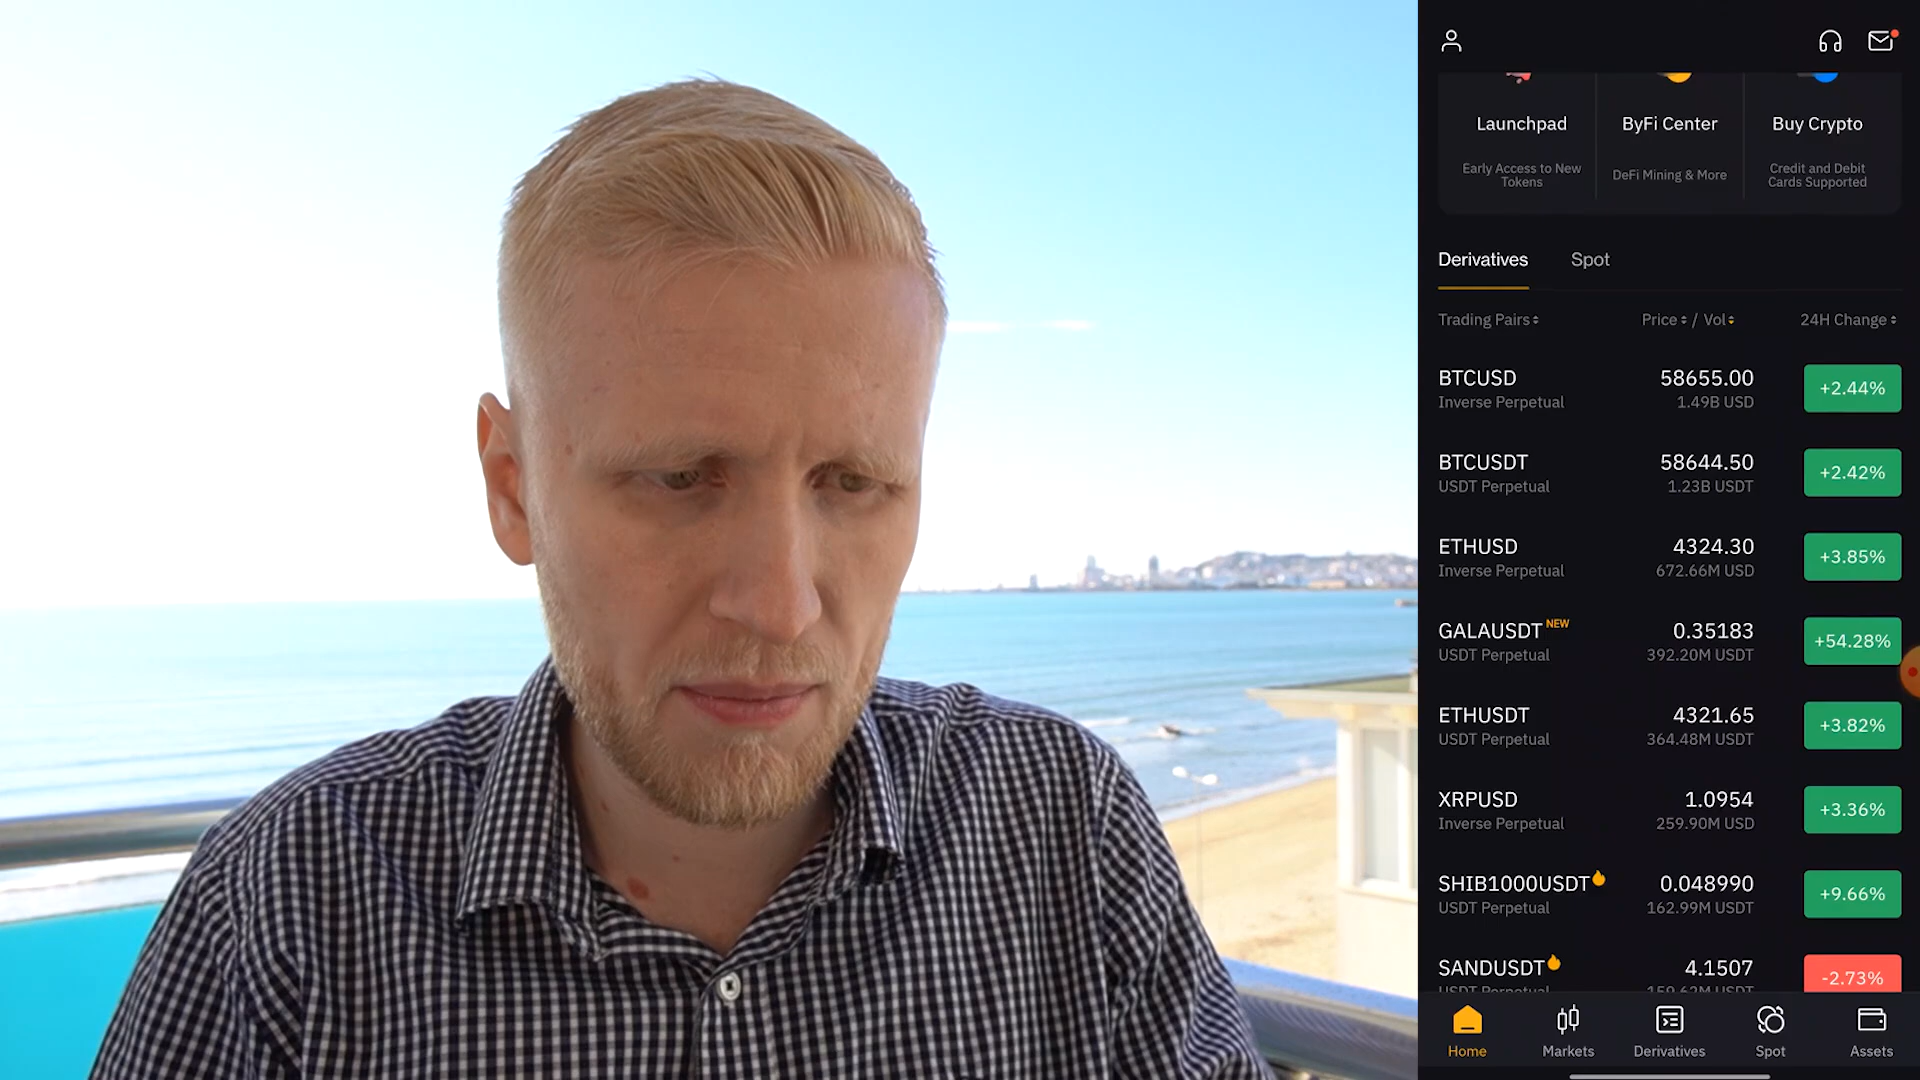 Launchpad
ByFi Center
Buy Crypto
Early Access to New
Tokens
DeFi Mining & More
Credit and Debit
Cards Supported
Derivatives
Spot
Trading Pairs
Price / Vol
24H Change
BTCUSD
58655.00
+2.44%
Inverse Perpetual
1.49B USD
BTCUSDT
58644.50
+2.42%
USDT Perpetual
1.23B USDT
ETHUSD
4324.30
+3.85%
Inverse Perpetual
672.66M USD
GALAUSDT NEW
0.35183
+54.28%
USDT Perpetual
392.20M USDT
ETHUSDT
4321.65
+3.82%
USDT Perpetual
364.48M USDT
XRPUSD
1.0954
+3.36%
Inverse Perpetual
259.90M USD
SHIB1000USDT
0.048990
+9.66%
USDT Perpetual
162.99M USDT
SANDUSDT
4.1507
-2.73%
USDT Perpetual
159.62M USDT
Home
Markets
Derivatives
Spot
Assets